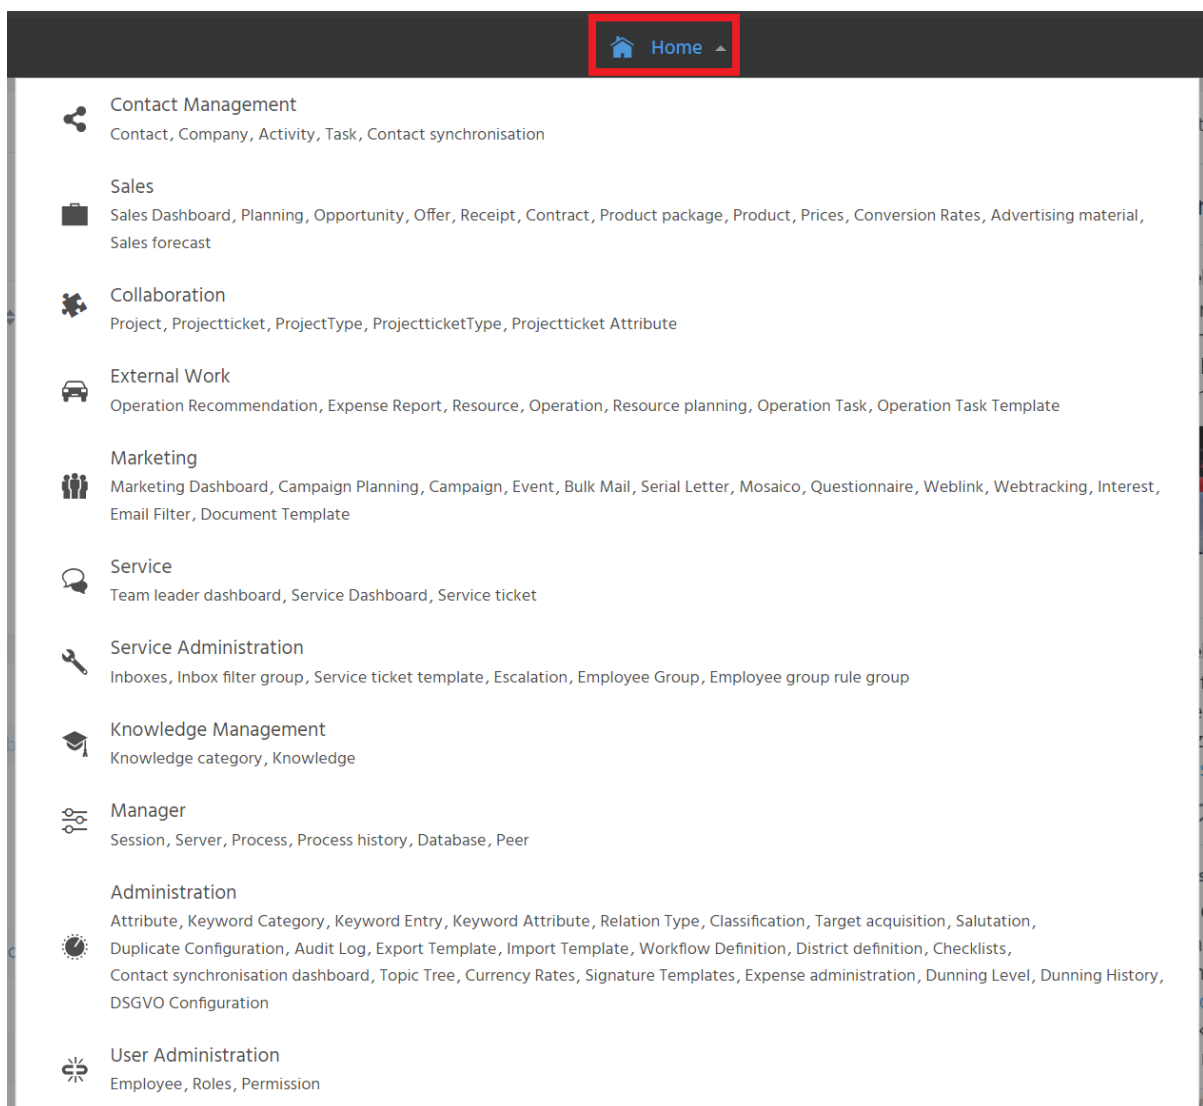 Home
Contact Management
Contact, Company, Activity, Task, Contact synchronisation
Sales
Sales Dashboard, Planning, Opportunity, Offer, Receipt, Contract, Product package, Product, Prices, Conversion Rates, Advertising material,
Sales forecast
Collaboration
Project, Projectticket, ProjectType, ProjectticketType, Projectticket Attribute
External Work
Operation Recommendation, Expense Report, Resource, Operation, Resource planning, Operation Task, Operation Task Template
Marketing
Marketing Dashboard, Campaign Planning, Campaign, Event, Bulk Mail, Serial Letter, Mosaico, Questionnaire, Weblink, Webtracking, Interest,
Email Filter, Document Template
Service
Team leader dashboard, Service Dashboard, Service ticket
Service Administration
Inboxes, Inbox filter group, Service ticket template, Escalation, Employee Group, Employee group rule group
Knowledge Management
Knowledge category, Knowledge
Manager
Session, Server, Process, Process history, Database, Peer
Administration
Attribute, Keyword Category, Keyword Entry, Keyword Attribute, Relation Type, Classification, Target acquisition, Salutation,
Duplicate Configuration, Audit Log, Export Template, Import Template, Workflow Definition, District definition, Checklists,
Contact synchronisation dashboard, Topic Tree, Currency Rates, Signature Templates, Expense administration, Dunning Level, Dunning History,
DSGVO Configuration
User Administration
Employee, Roles, Permission